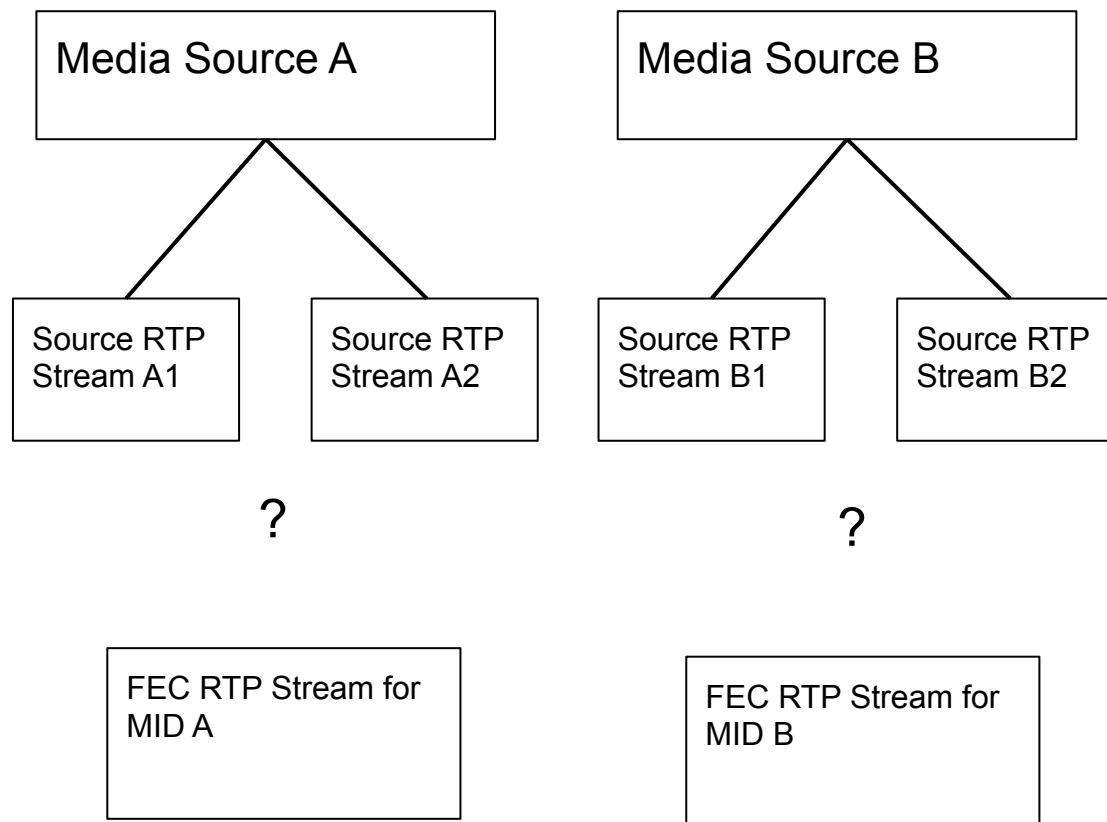 Media Source A
Media Source B
Source RTP
Stream A1
Source RTP
Stream A2
Source RTP
Stream B1
Source RTP
Stream B2
?
?
FEC RTP Stream for
MID A
FEC RTP Stream for
MID B